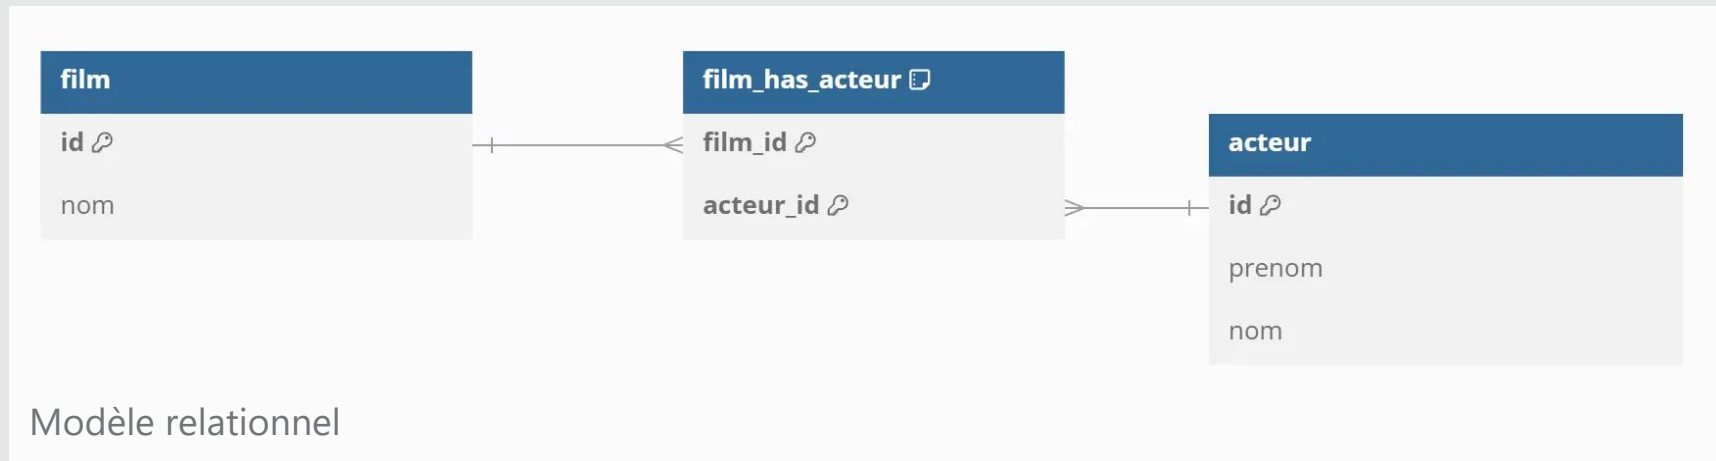 film
id
nom
film_has_acteur
film_id
acteur_id
acteur
id
prenom
nom
Modèle relationnel